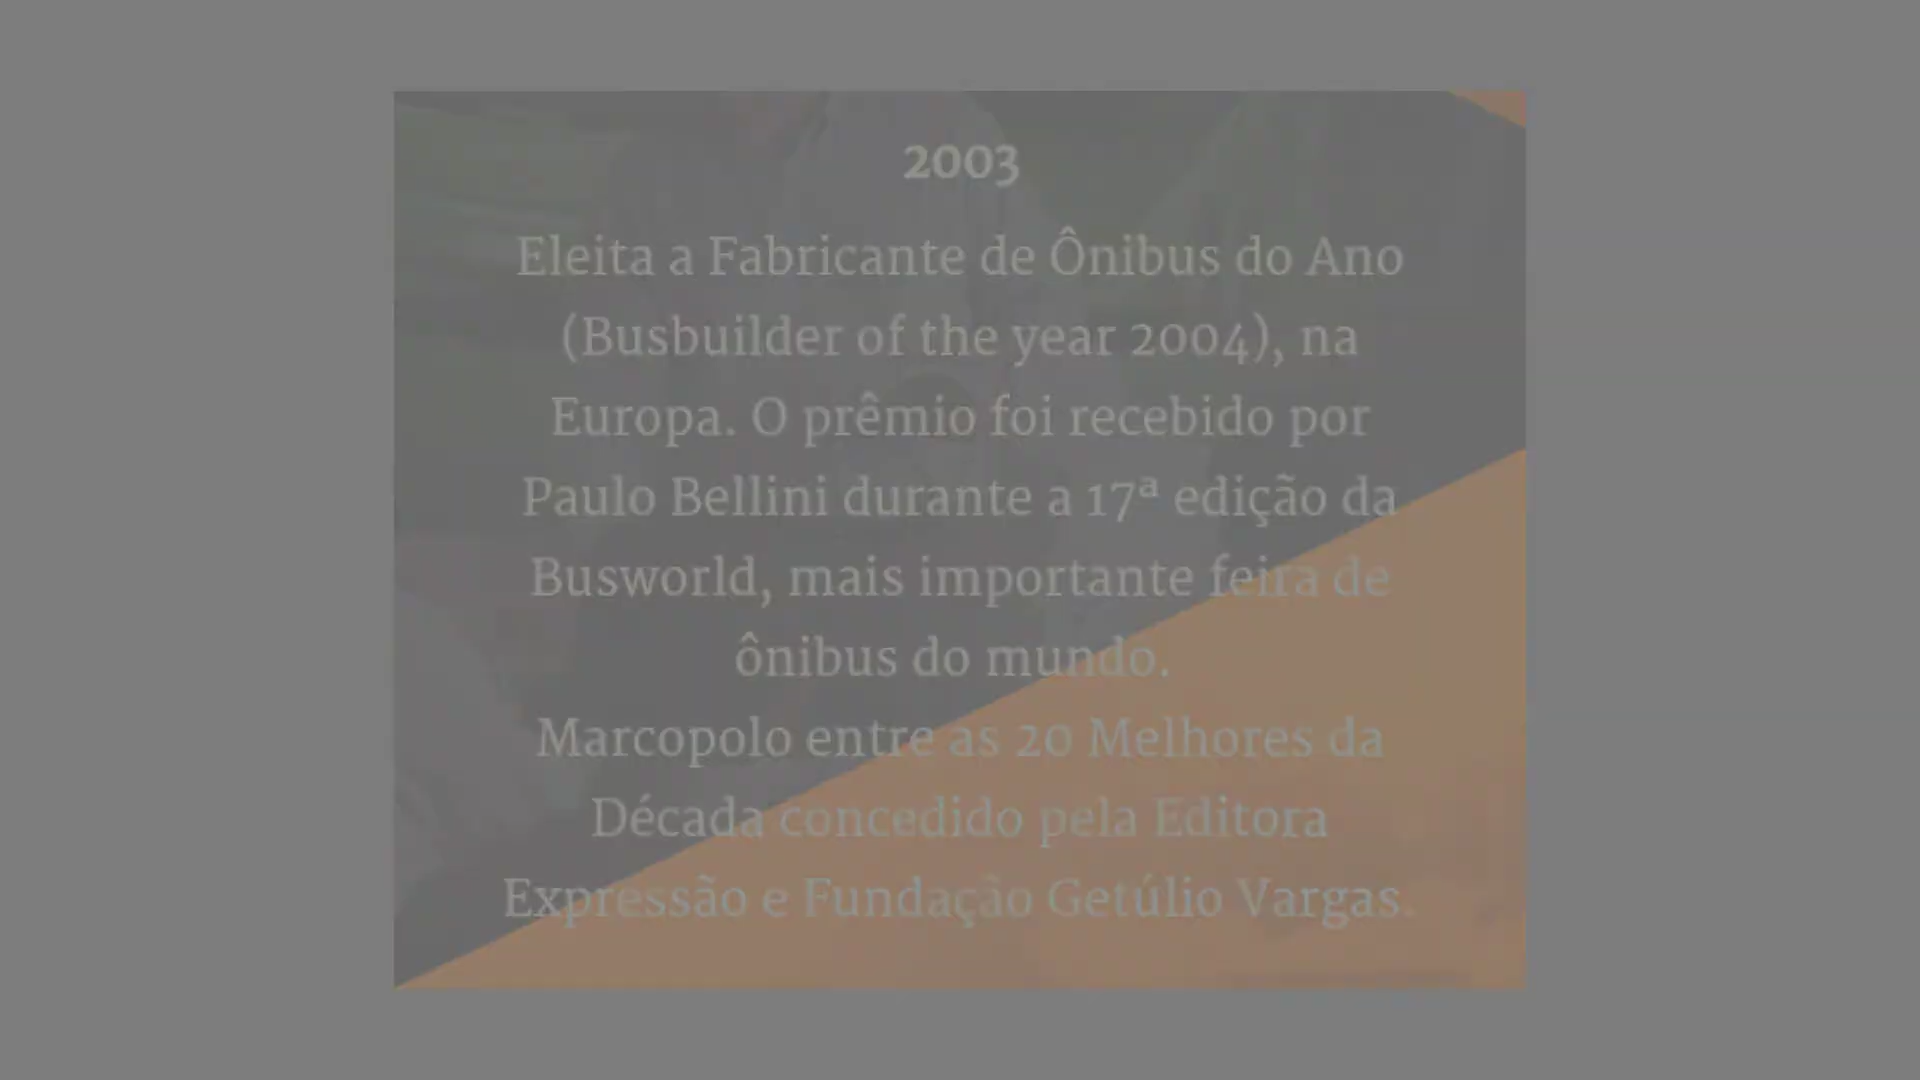 2003
Eleita a Fabricante de Ônibus do Ano
(Busbuilder of the year 2004), na
Europa. O prêmio foi recebido por
Paulo Bellini durante a 17ª edição da
Busworld, mais importante feira de
ônibus do mundo.
Marcopolo entre as 20 Melhores da
Década concedido pela Editora
Expressão e Fundação Getúlio Vargas.